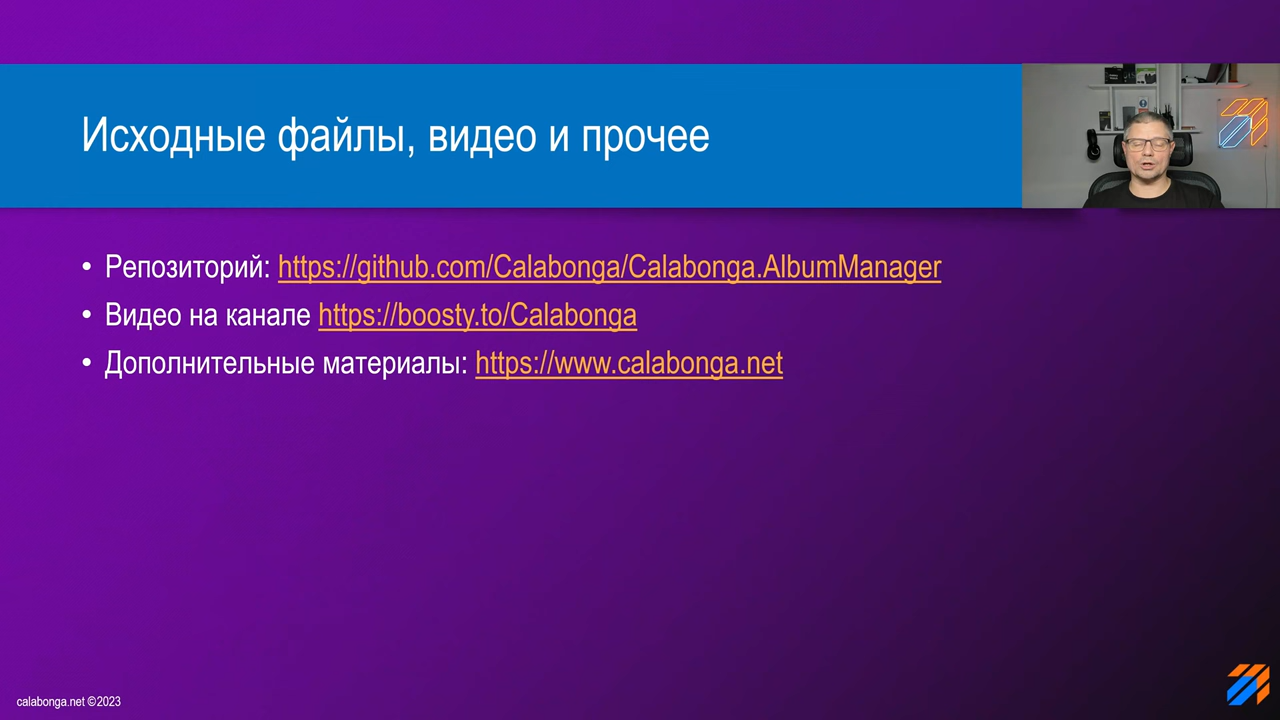 Исходные файлы, видео и прочее
• Репозиторий: https://github.com/Calabonga/Calabonga.AlbumManager
• Видео на канале https://boosty.to/Calabonga
• Дополнительные материалы: https://www.calabonga.net
calabonga.net ©2023